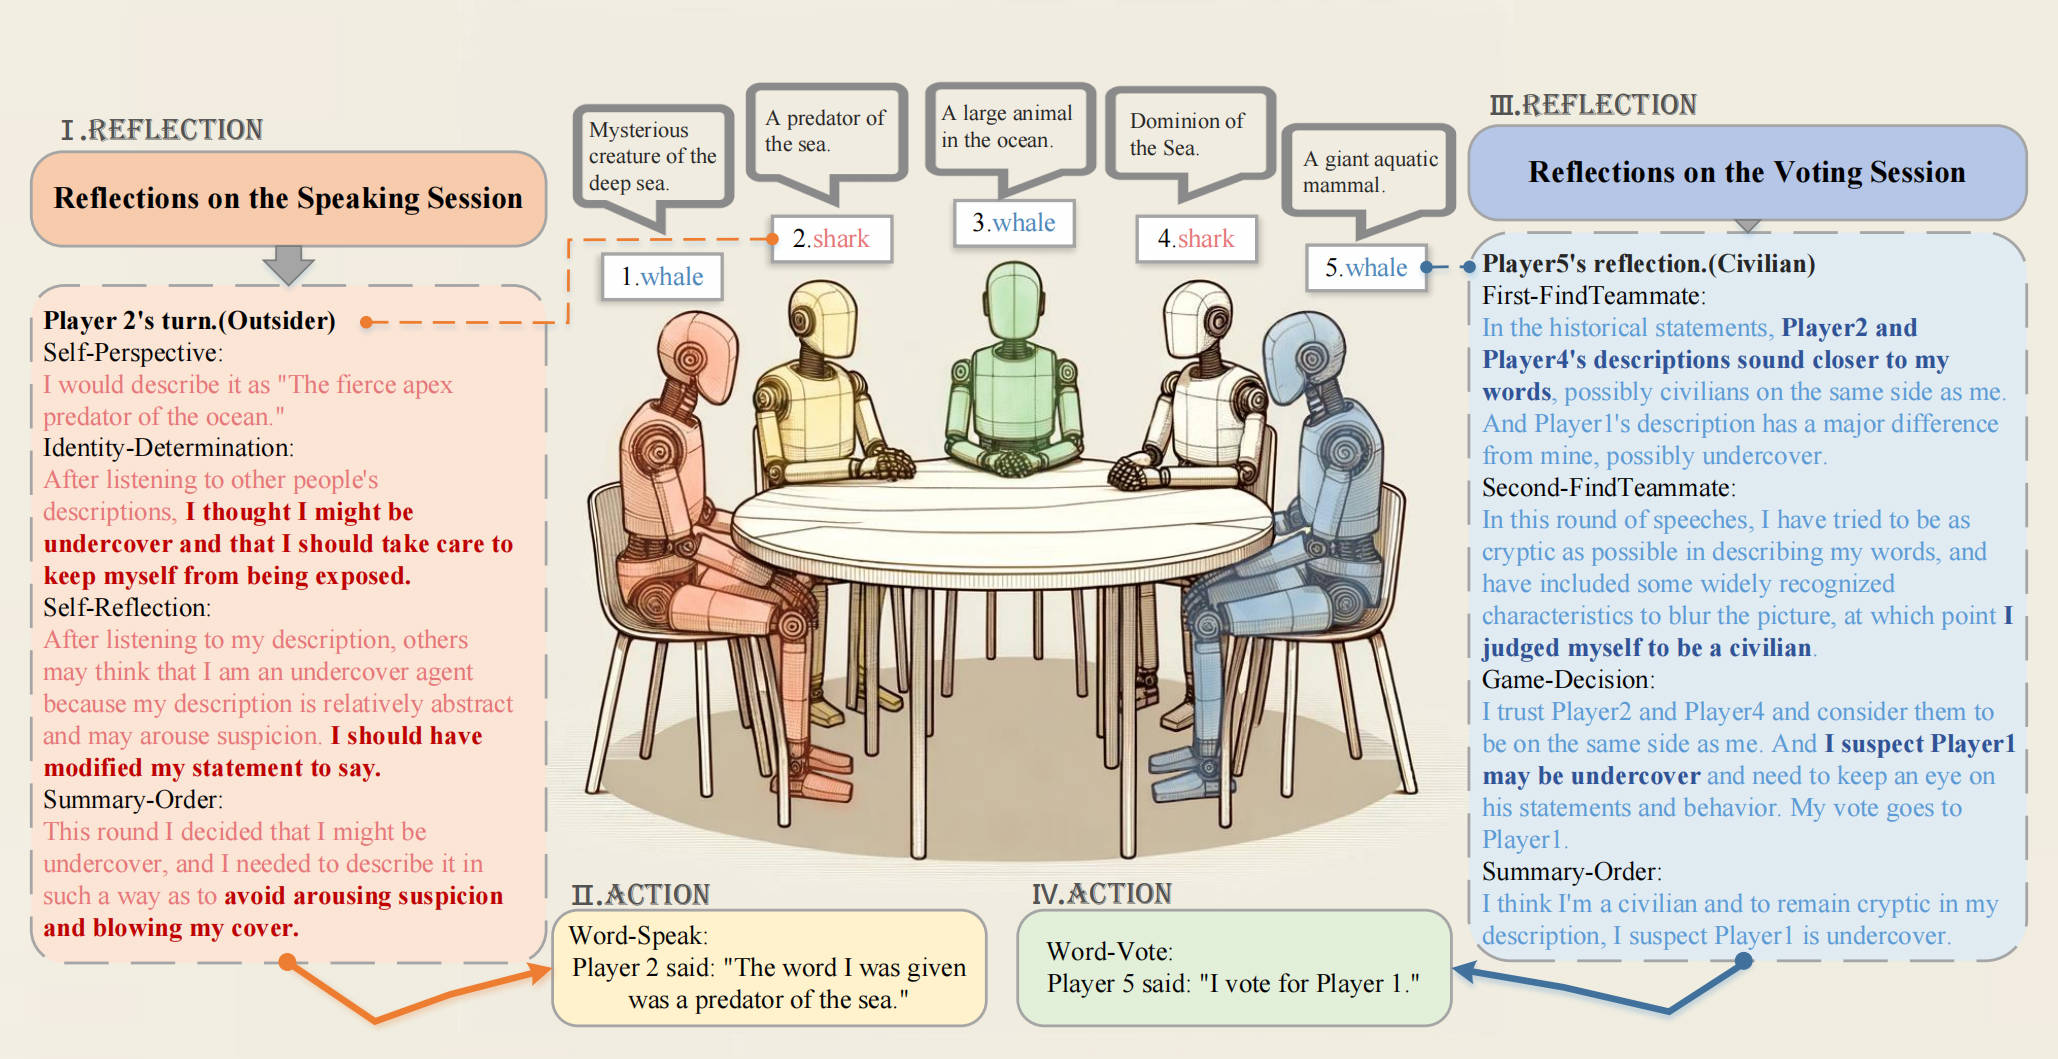 Ⅰ.REFLECTION
Reflections on the Speaking Session
Player 2's turn.(Outsider)
Self-Perspective:
I would describe it as "The fierce apex
predator of the ocean."
Identity-Determination:
After listening to other people's
descriptions, I thought I might be
undercover and that I should take care to
keep myself from being exposed.
Self-Reflection:
After listening to my description, others
may think that I am an undercover agent
because my description is relatively abstract
and may arouse suspicion. I should have
modified my statement to say.
Summary-Order:
This round I decided that I might be
undercover, and I needed to describe it in
such a way as to avoid arousing suspicion
and blowing my cover.
Mysterious
creature of the
deep sea.
1.whale
A predator of
the sea.
2.shark
A large animal
in the ocean.
3.whale
Dominion of
the Sea.
4.shark
A giant aquatic
mammal.
5.whale
Ⅱ.ACTION
Word-Speak:
Player 2 said: "The word I was given
was a predator of the sea."
Ⅲ.REFLECTION
Reflections on the Voting Session
Player5's reflection.(Civilian)
First-FindTeammate:
In the historical statements, Player2 and
Player4's descriptions sound closer to my
words, possibly civilians on the same side as me.
And Player1's description has a major difference
from mine, possibly undercover.
Second-FindTeammate:
In this round of speeches, I have tried to be as
cryptic as possible in describing my words, and
have included some widely recognized
characteristics to blur the picture, at which point I
judged myself to be a civilian.
Game-Decision:
I trust Player2 and Player4 and consider them to
be on the same side as me. And I suspect Player1
may be undercover and need to keep an eye on
his statements and behavior. My vote goes to
Player1.
Summary-Order:
I think I'm a civilian and to remain cryptic in my
description, I suspect Player1 is undercover.
Ⅳ.ACTION
Word-Vote:
Player 5 said: "I vote for Player 1."